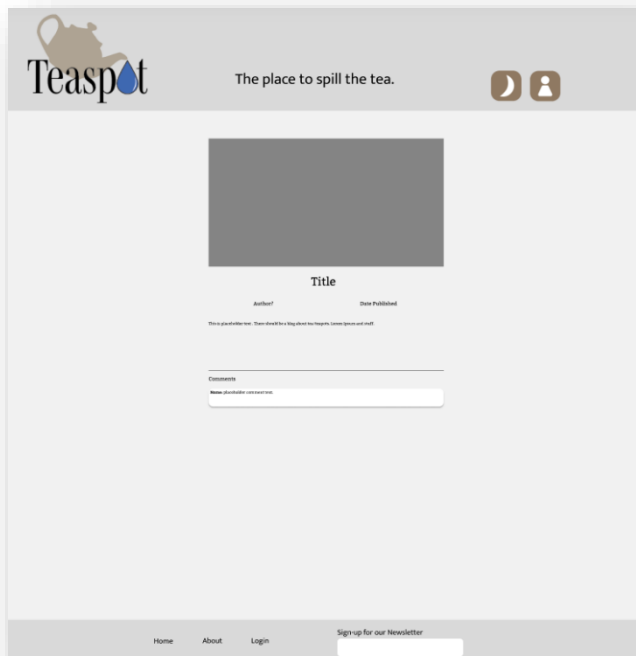 Teaspot
The place to spill the tea.
Title
Author?
Date Published
This is placeholder text. There should be a blog about tea teapots. Lorem ipsum and stuff.
Comments
Name: placeholder comment text.
Sign-up for our Newsletter
Home
About
Login